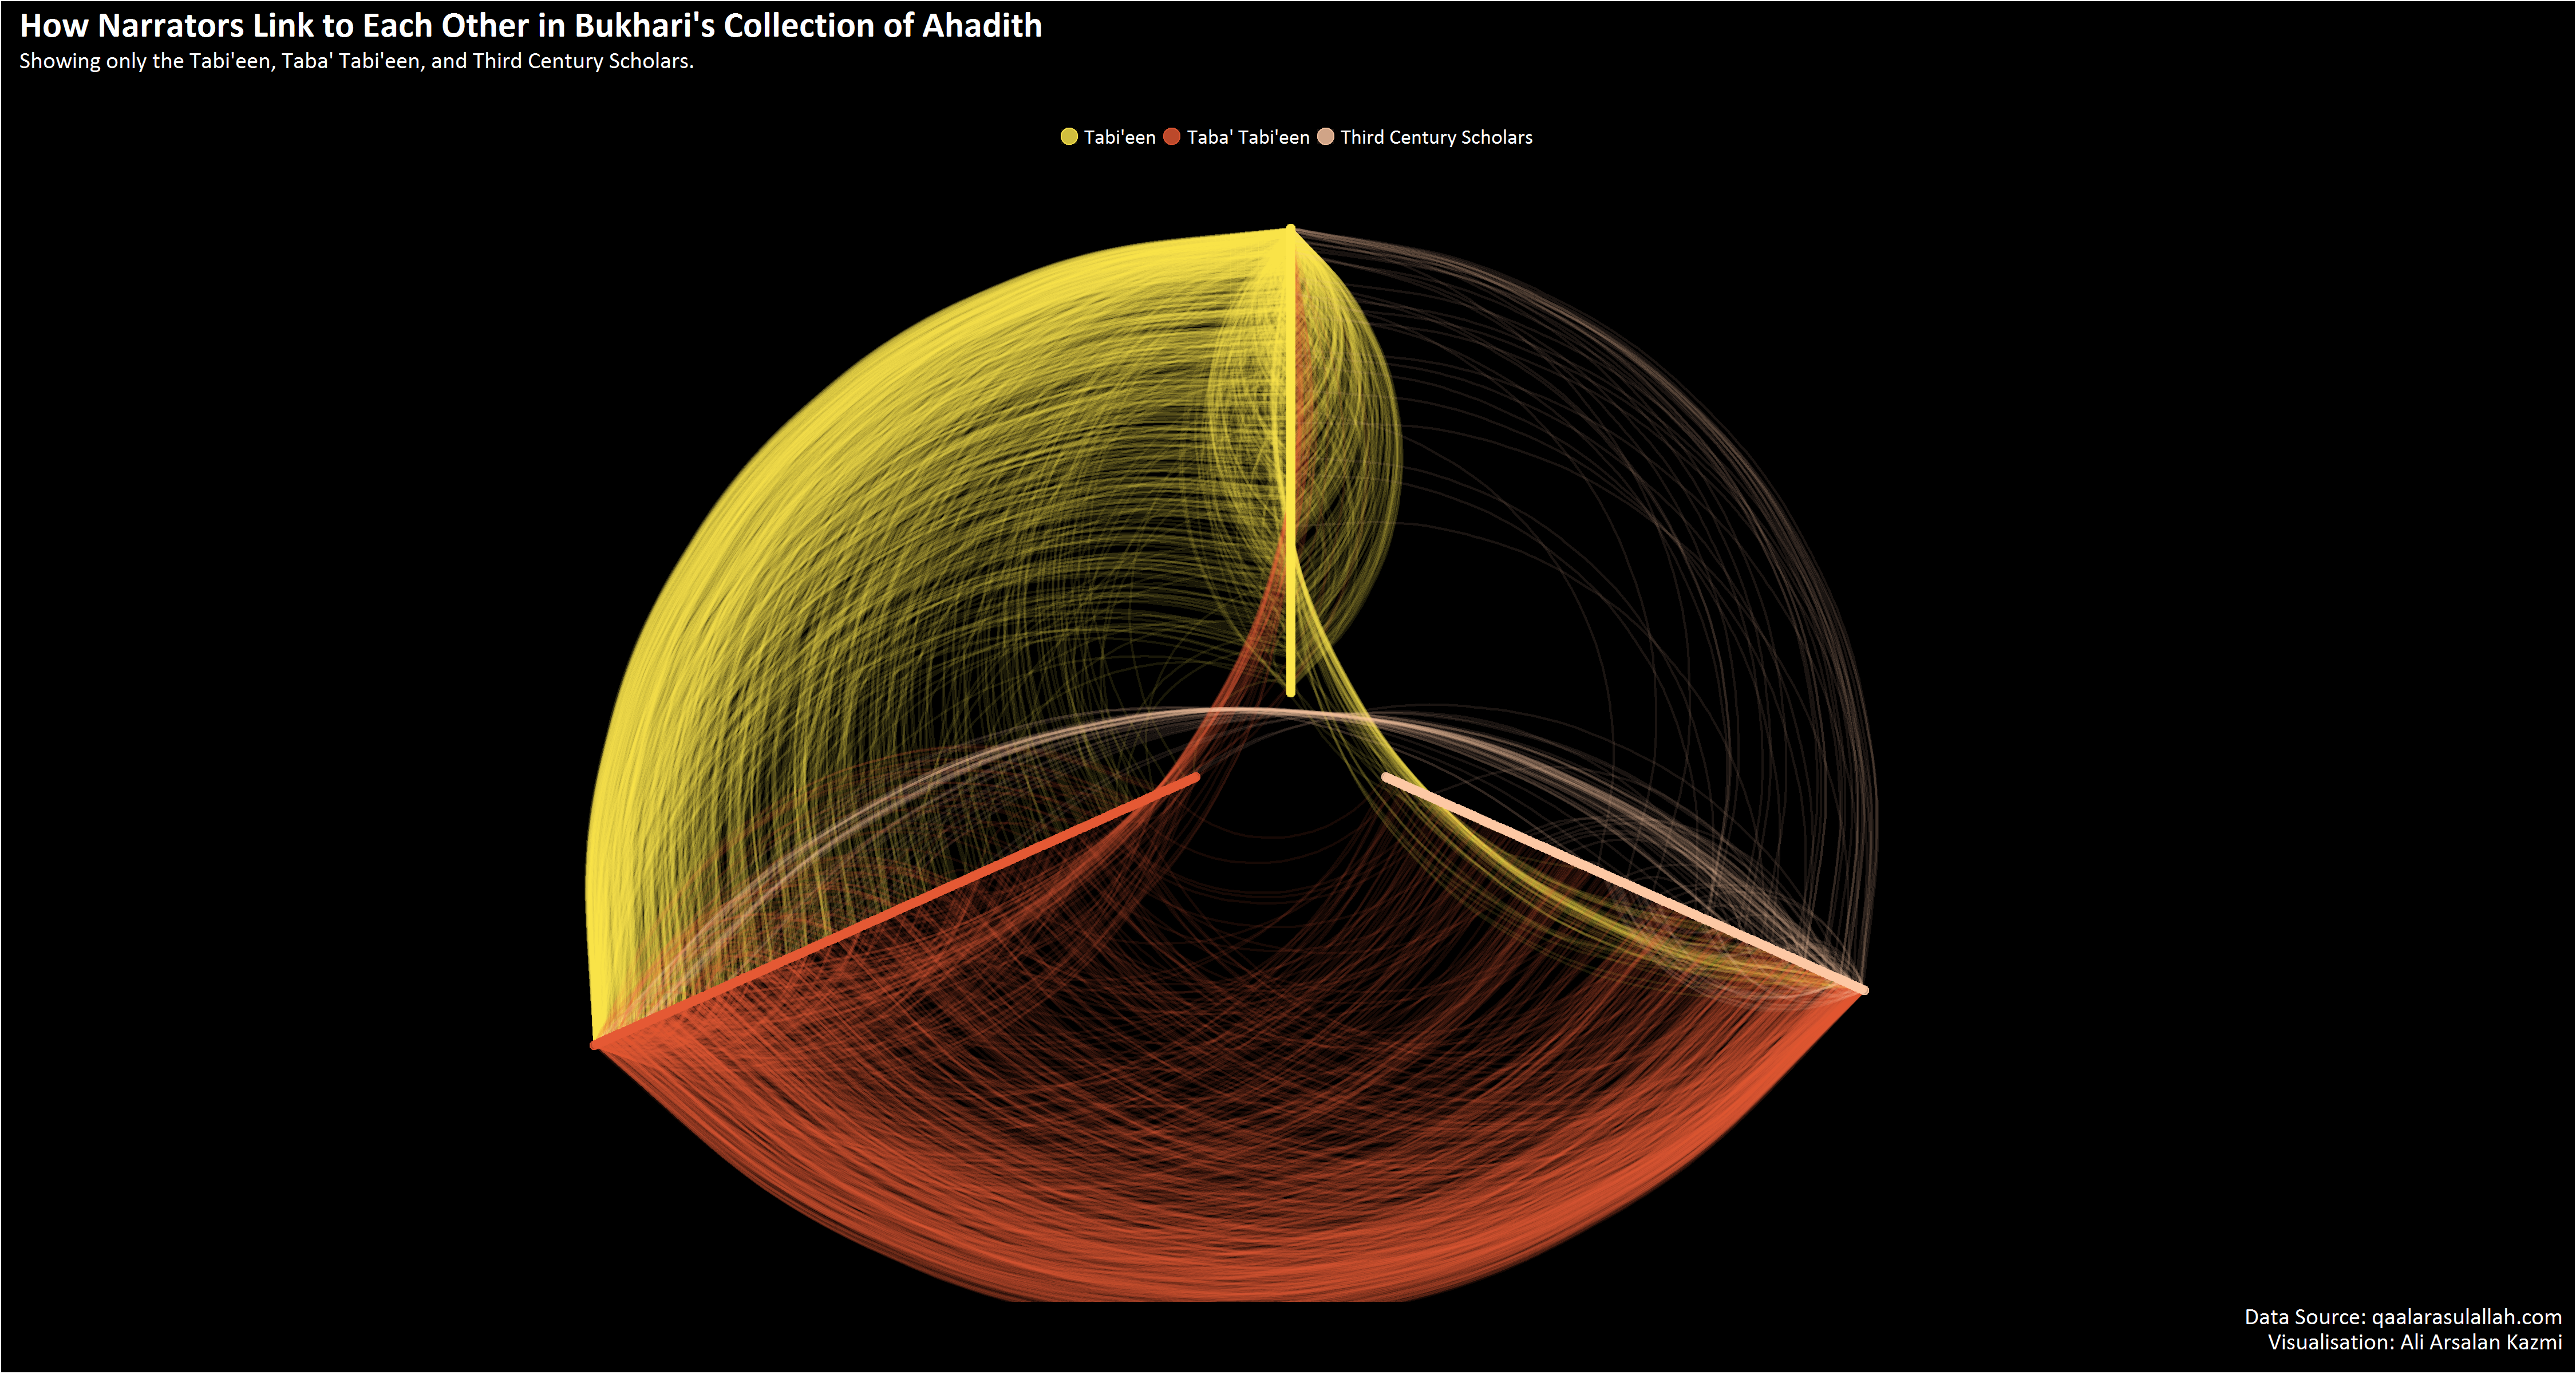 How Narrators Link to Each Other in Bukhari's Collection of Ahadith
Showing only the Tabi'een, Taba' Tabi'een, and Third Century Scholars.
Tabi'een Taba' Tabi'een Third Century Scholars
Data Source: qaalarasulallah.com
Visualisation: Ali Arsalan Kazmi